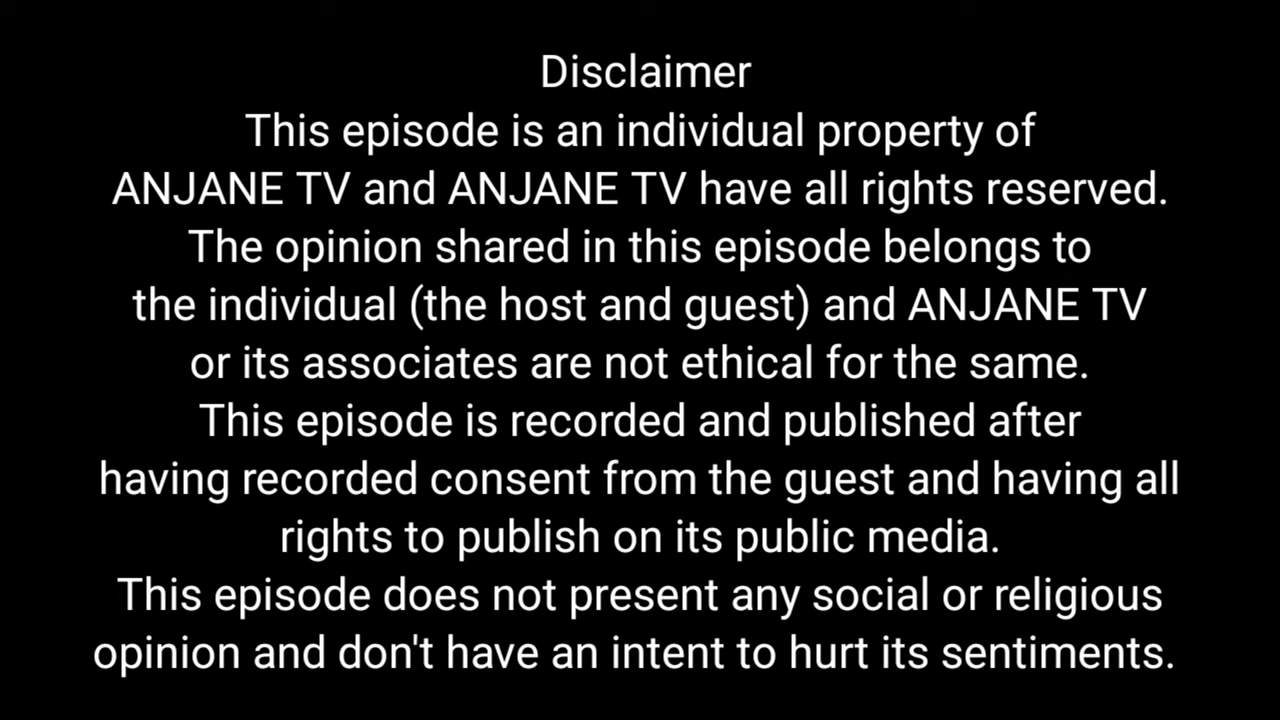 Disclaimer
This episode is an individual property of
ANJANE TV and ANJANE TV have all rights reserved.
The opinion shared in this episode belongs to
the individual (the host and guest) and ANJANE TV
or its associates are not ethical for the same.
This episode is recorded and published after
having recorded consent from the guest and having all
rights to publish on its public media.
This episode does not present any social or religious
opinion and don't have an intent to hurt its sentiments.